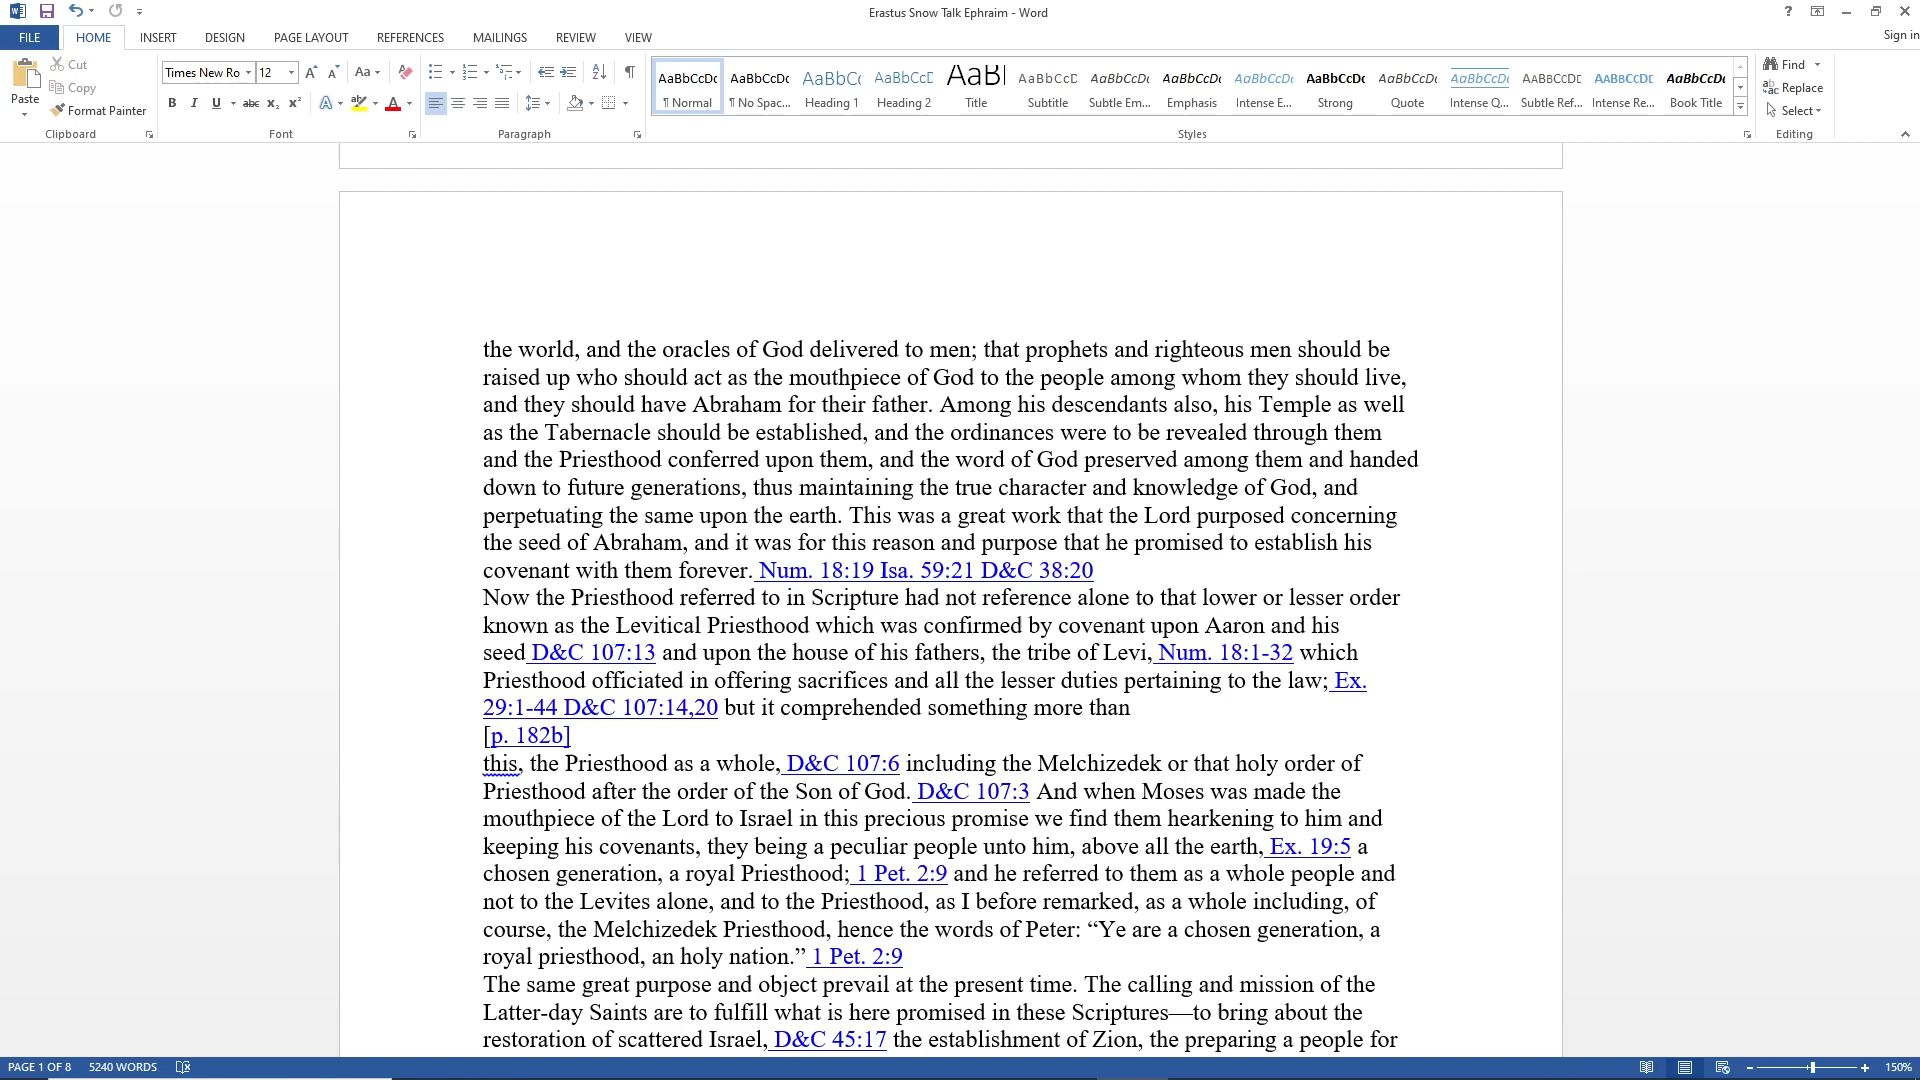 Erastus Snow Talk Ephraim - Word
?
FILE HOME INSERT DESIGN PAGE LAYOUT REFERENCES MAILINGS REVIEW VIEW
Sign in
Paste
Cut
Copy
Format Painter
Clipboard
Times New Ro 12
Aa
B I U abc x₂ x²
Font
Paragraph
AaBbCcDc AaBbCcDc AaBbCc AaBbCcD AaB AaBbCcD AaBbCcDc AaBbCcDc AaBbCcDc AaBbCcDc AaBbCcDc AaBbCcDc AABBCCDE AABBCCDE AaBbCcDc
¶ Normal ¶ No Spac... Heading 1 Heading 2 Title Subtitle Subtle Em... Emphasis Intense E... Strong Quote Intense Q... Subtle Ref... Intense Re... Book Title
Styles
Find
Replace
Select
Editing
the world, and the oracles of God delivered to men; that prophets and righteous men should be
raised up who should act as the mouthpiece of God to the people among whom they should live,
and they should have Abraham for their father. Among his descendants also, his Temple as well
as the Tabernacle should be established, and the ordinances were to be revealed through them
and the Priesthood conferred upon them, and the word of God preserved among them and handed
down to future generations, thus maintaining the true character and knowledge of God, and
perpetuating the same upon the earth. This was a great work that the Lord purposed concerning
the seed of Abraham, and it was for this reason and purpose that he promised to establish his
covenant with them forever. Num. 18:19 Isa. 59:21 D&C 38:20
Now the Priesthood referred to in Scripture had not reference alone to that lower or lesser order
known as the Levitical Priesthood which was confirmed by covenant upon Aaron and his
seed D&C 107:13 and upon the house of his fathers, the tribe of Levi, Num. 18:1-32 which
Priesthood officiated in offering sacrifices and all the lesser duties pertaining to the law; Ex.
29:1-44 D&C 107:14,20 but it comprehended something more than
[p. 182b]
this, the Priesthood as a whole, D&C 107:6 including the Melchizedek or that holy order of
Priesthood after the order of the Son of God. D&C 107:3 And when Moses was made the
mouthpiece of the Lord to Israel in this precious promise we find them hearkening to him and
keeping his covenants, they being a peculiar people unto him, above all the earth, Ex. 19:5 a
chosen generation, a royal Priesthood; 1 Pet. 2:9 and he referred to them as a whole people and
not to the Levites alone, and to the Priesthood, as I before remarked, as a whole including, of
course, the Melchizedek Priesthood, hence the words of Peter: “Ye are a chosen generation, a
royal priesthood, an holy nation.” 1 Pet. 2:9
The same great purpose and object prevail at the present time. The calling and mission of the
Latter-day Saints are to fulfill what is here promised in these Scriptures—to bring about the
restoration of scattered Israel, D&C 45:17 the establishment of Zion, the preparing a people for
PAGE 1 OF 8 5240 WORDS
150%